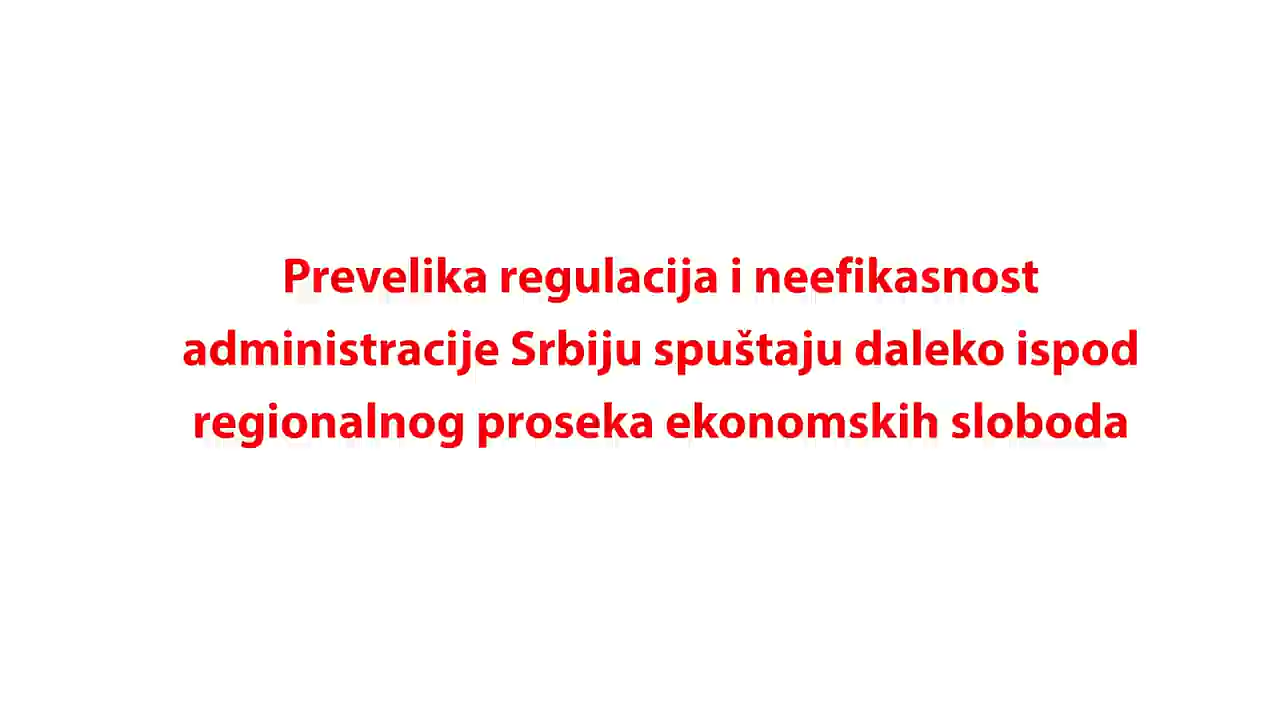 Prevelika regulacija i neefikasnost
administracije Srbiju spuštaju daleko ispod
regionalnog proseka ekonomskih sloboda